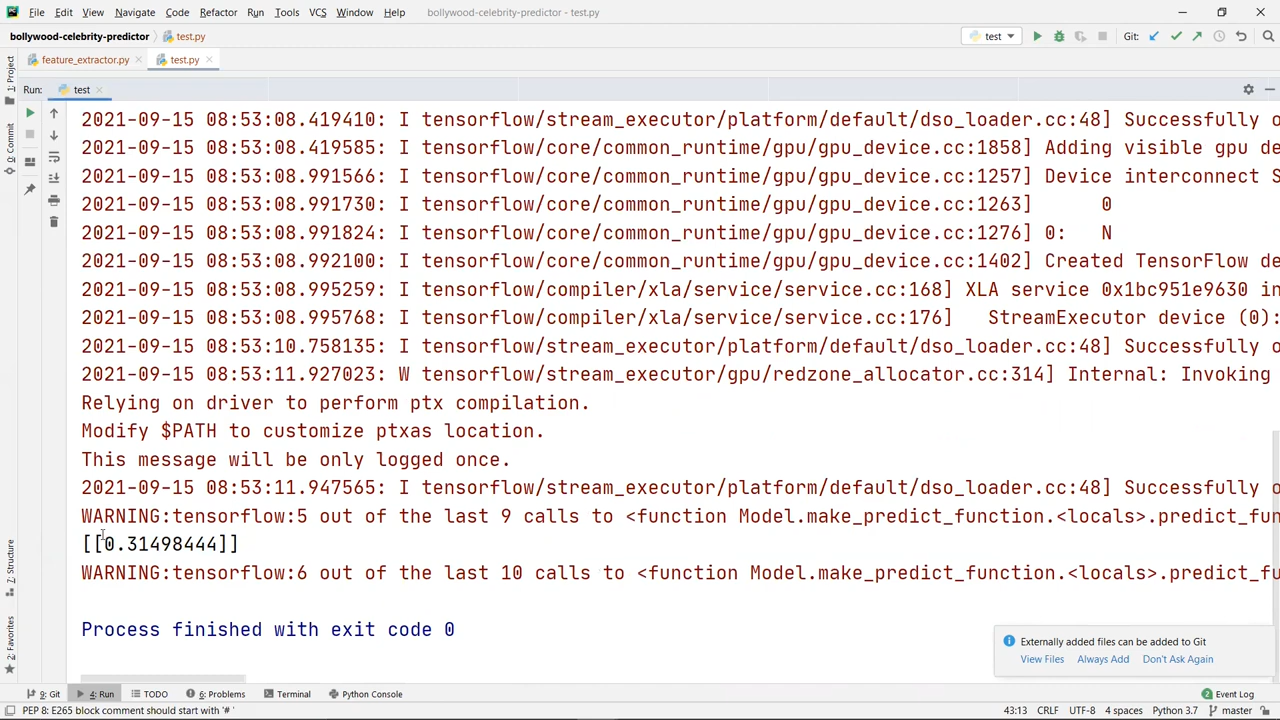 File Edit View Navigate Code Refactor Run Tools VCS Window Help bollywood-celebrity-predictor - test.py
bollywood-celebrity-predictor test.py test Git:
feature_extractor.py test.py
1: Project
Run: test
2021-09-15 08:53:08.419410: I tensorflow/stream_executor/platform/default/dso_loader.cc:48] Successfully o
2021-09-15 08:53:08.419585: I tensorflow/core/common_runtime/gpu/gpu_device.cc:1858] Adding visible gpu de
0: Commit
2021-09-15 08:53:08.991566: I tensorflow/core/common_runtime/gpu/gpu_device.cc:1257] Device interconnect S
2021-09-15 08:53:08.991730: I tensorflow/core/common_runtime/gpu/gpu_device.cc:1263] 0
2021-09-15 08:53:08.991824: I tensorflow/core/common_runtime/gpu/gpu_device.cc:1276] 0: N
2021-09-15 08:53:08.992100: I tensorflow/core/common_runtime/gpu/gpu_device.cc:1402] Created TensorFlow de
2021-09-15 08:53:08.995259: I tensorflow/compiler/xla/service/service.cc:168] XLA service 0x1bc951e9630 in
2021-09-15 08:53:08.995768: I tensorflow/compiler/xla/service/service.cc:176] StreamExecutor device (0):
2021-09-15 08:53:10.758135: I tensorflow/stream_executor/platform/default/dso_loader.cc:48] Successfully o
2021-09-15 08:53:11.927023: W tensorflow/stream_executor/gpu/redzone_allocator.cc:314] Internal: Invoking
Relying on driver to perform ptx compilation.
Modify $PATH to customize ptxas location.
This message will be only logged once.
2021-09-15 08:53:11.947565: I tensorflow/stream_executor/platform/default/dso_loader.cc:48] Successfully o
WARNING:tensorflow:5 out of the last 9 calls to <function Model.make_predict_function.<locals>.predict_fun
[[0.31498444]]
7: Structure
WARNING:tensorflow:6 out of the last 10 calls to <function Model.make_predict_function.<locals>.predict_fu
Process finished with exit code 0
2: Favorites
Externally added files can be added to Git
View Files Always Add Don't Ask Again
9: Git 4: Run TODO 6: Problems Terminal Python Console 2 Event Log
PEP 8: E265 block comment should start with '# ' 43:13 CRLF UTF-8 4 spaces Python 3.7 master